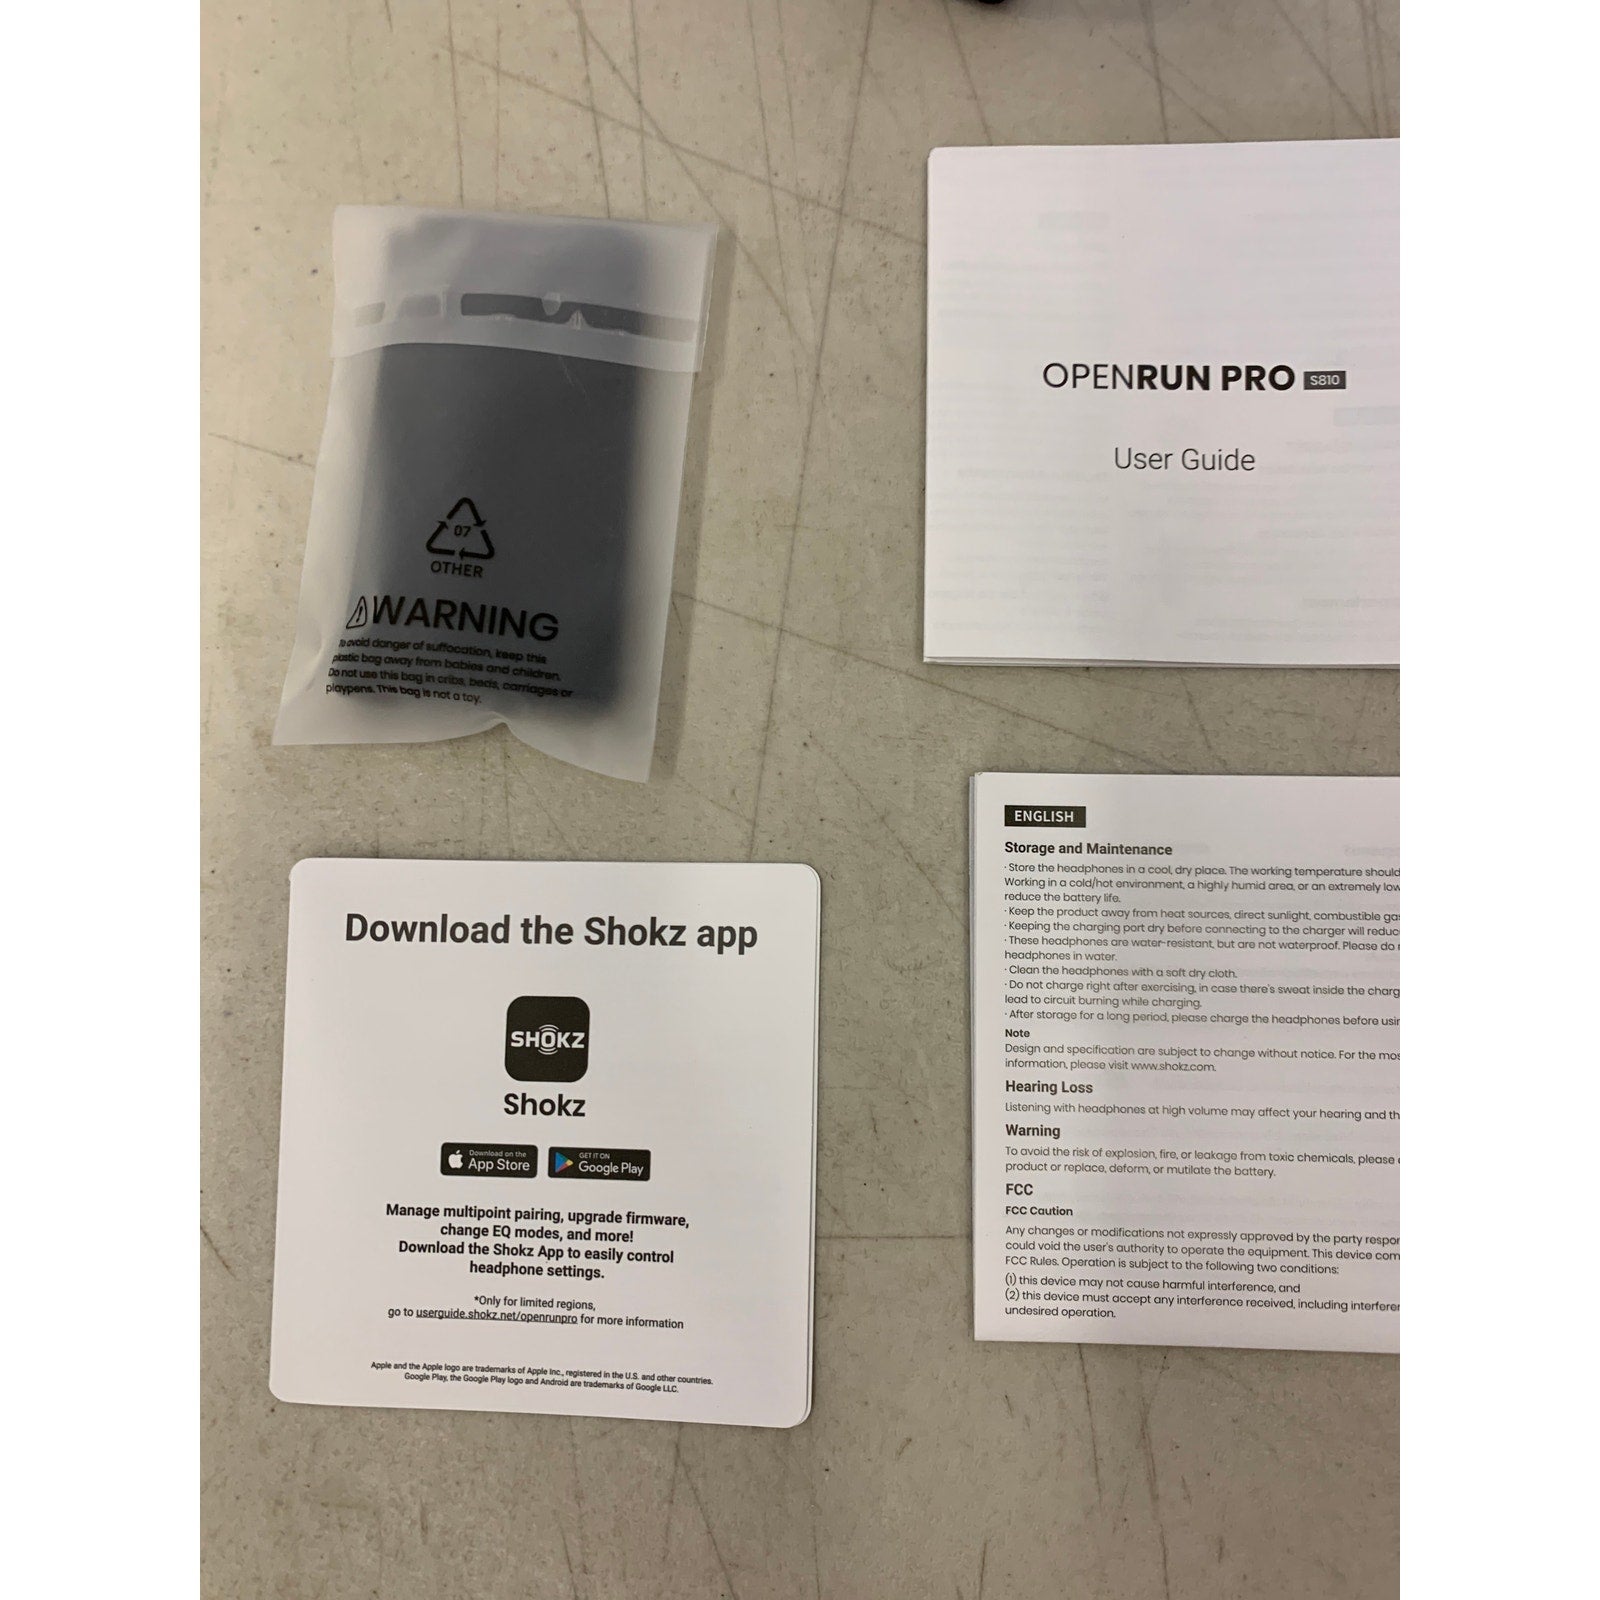 07
OTHER
WARNING
To avoid danger of suffocation, keep this
plastic bag away from babies and children.
Do not use this bag in cribs, beds, carriages or
playpens. This bag is not a toy.
OPENRUN PRO S810
User Guide
Download the Shokz app
SHOKZ
Shokz
Download on the
App Store
GET IT ON
Google Play
Manage multipoint pairing, upgrade firmware,
change EQ modes, and more!
Download the Shokz App to easily control
headphone settings.
*Only for limited regions,
go to userguide.shokz.net/openrunpro for more information
Apple and the Apple logo are trademarks of Apple Inc., registered in the U.S. and other countries.
Google Play, the Google Play logo and Android are trademarks of Google LLC.
ENGLISH
Storage and Maintenance
· Store the headphones in a cool, dry place. The working temperature should
Working in a cold/hot environment, a highly humid area, or an extremely low
reduce the battery life.
· Keep the product away from heat sources, direct sunlight, combustible
· Keeping the charging port dry before connecting to the charger will
· These headphones are water-resistant, but are not waterproof. Please do
headphones in water.
· Clean the headphones with a soft dry cloth.
· Do not charge right after exercising, in case there's sweat inside the
lead to circuit burning while charging.
· After storage for a long period, please charge the headphones before
Note
Design and specification are subject to change without notice. For the
information, please visit www.shokz.com.
Hearing Loss
Listening with headphones at high volume may affect your hearing and
Warning
To avoid the risk of explosion, fire, or leakage from toxic chemicals, please
product or replace, deform, or mutilate the battery.
FCC
FCC Caution
Any changes or modifications not expressly approved by the party
could void the user's authority to operate the equipment. This device
FCC Rules. Operation is subject to the following two conditions:
(1) this device may not cause harmful interference, and
(2) this device must accept any interference received, including
undesired operation.